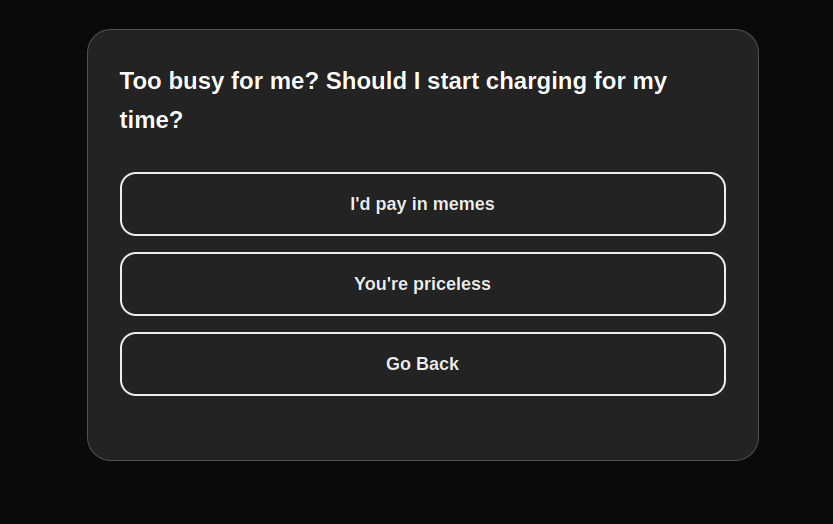 Too busy for me? Should I start charging for my
time?
I'd pay in memes
You're priceless
Go Back